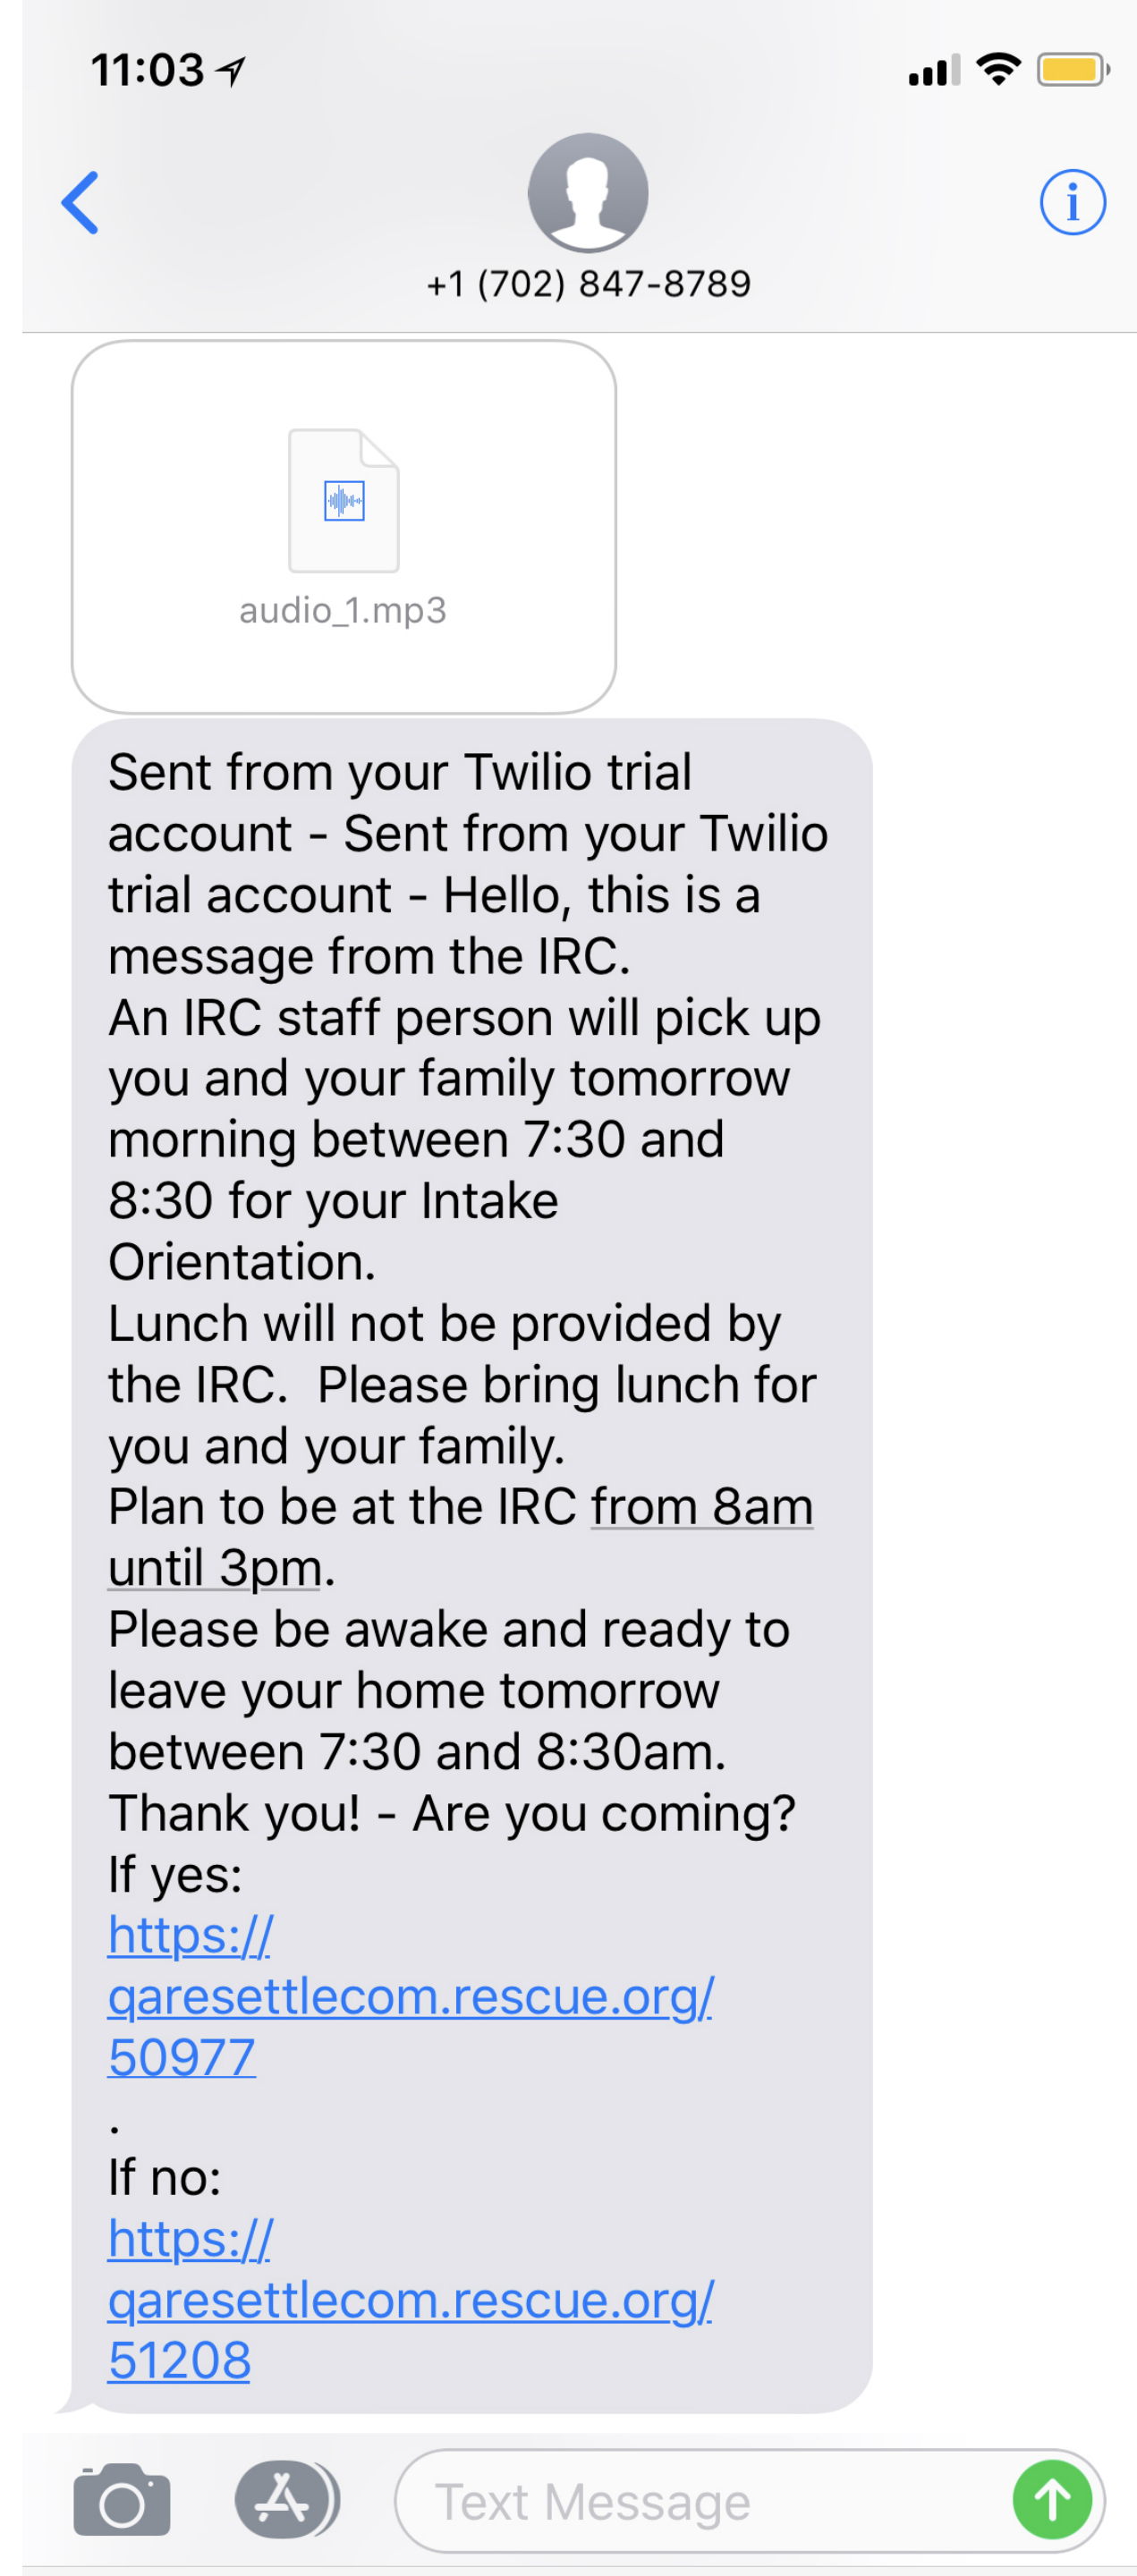 11:03
+1 (702) 847-8789
audio_1.mp3
Sent from your Twilio trial
account - Sent from your Twilio
trial account - Hello, this is a
message from the IRC.
An IRC staff person will pick up
you and your family tomorrow
morning between 7:30 and
8:30 for your Intake
Orientation.
Lunch will not be provided by
the IRC.  Please bring lunch for
you and your family.
Plan to be at the IRC from 8am
until 3pm.
Please be awake and ready to
leave your home tomorrow
between 7:30 and 8:30am.
Thank you! - Are you coming?
If yes:
https://
qaresettlecom.rescue.org/
50977
.
If no:
https://
qaresettlecom.rescue.org/
51208
Text Message